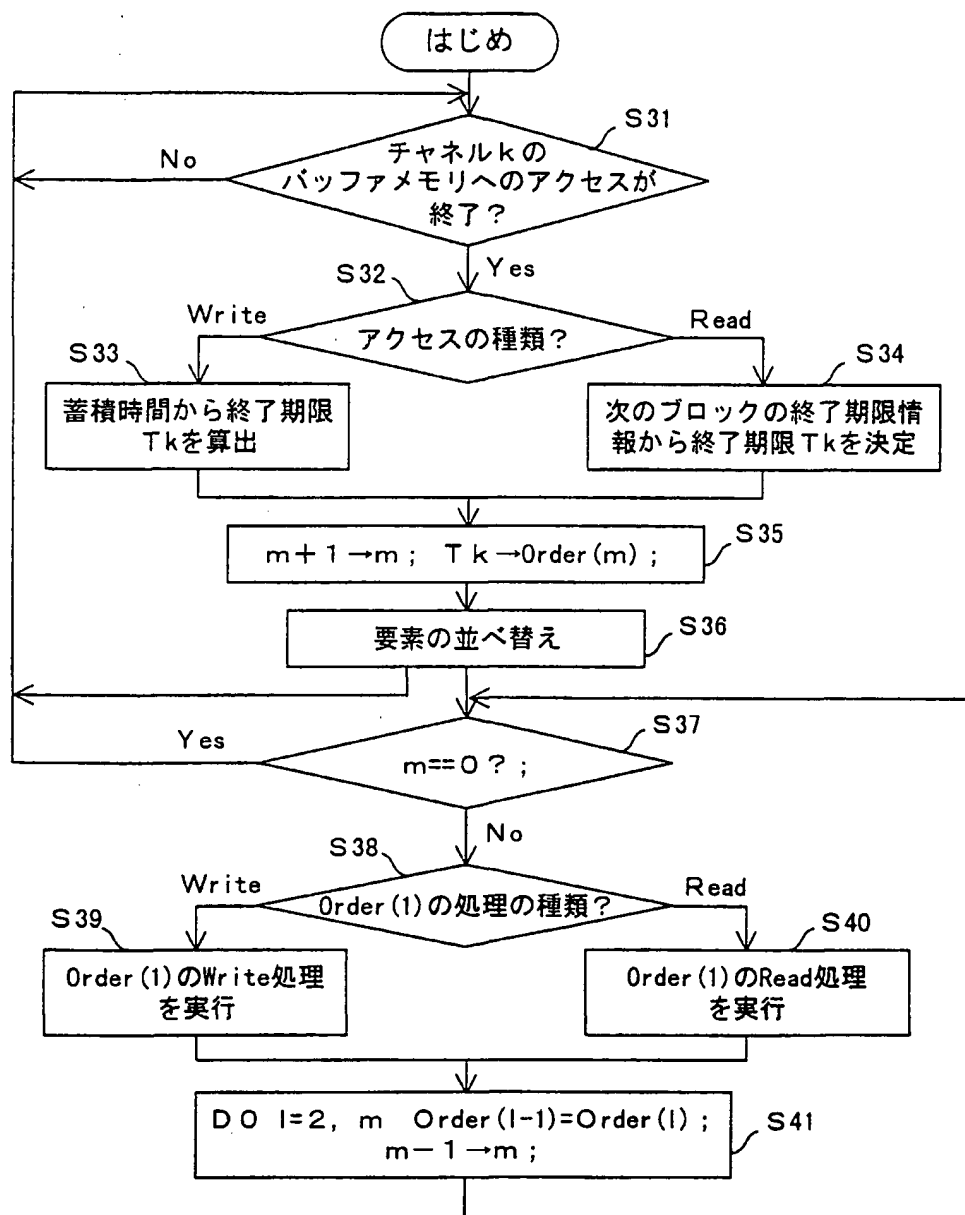 はじめ
S31
No
チャネルkの
バッファメモリへのアクセスが
終了?
Yes
S32
Write
アクセスの種類?
Read
S33
S34
蓄積時間から終了期限
Tkを算出
次のブロックの終了期限情
報から終了期限Tkを決定
S35
m+1→m; Tk→Order(m);
S36
要素の並べ替え
S37
Yes
m==0?;
No
S38
Write
Order(1)の処理の種類?
Read
S39
S40
Order(1)のWrite処理
を実行
Order(1)のRead処理
を実行
S41
DO l=2, m Order(l-1)=Order(l);
m-1→m;